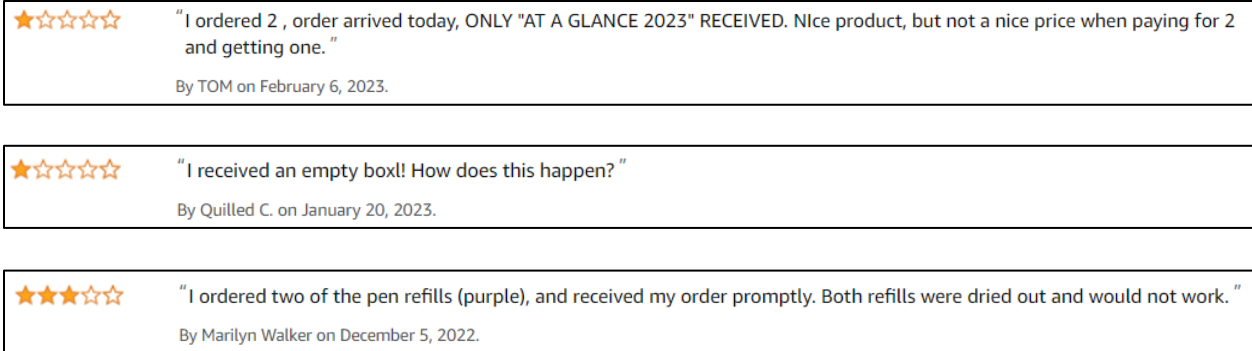 "I ordered 2 , order arrived today, ONLY "AT A GLANCE 2023" RECEIVED. NIce product, but not a nice price when paying for 2
and getting one. "
By TOM on February 6, 2023.
"I received an empty boxl! How does this happen? "
By Quilled C. on January 20, 2023.
"I ordered two of the pen refills (purple), and received my order promptly. Both refills were dried out and would not work. "
By Marilyn Walker on December 5, 2022.